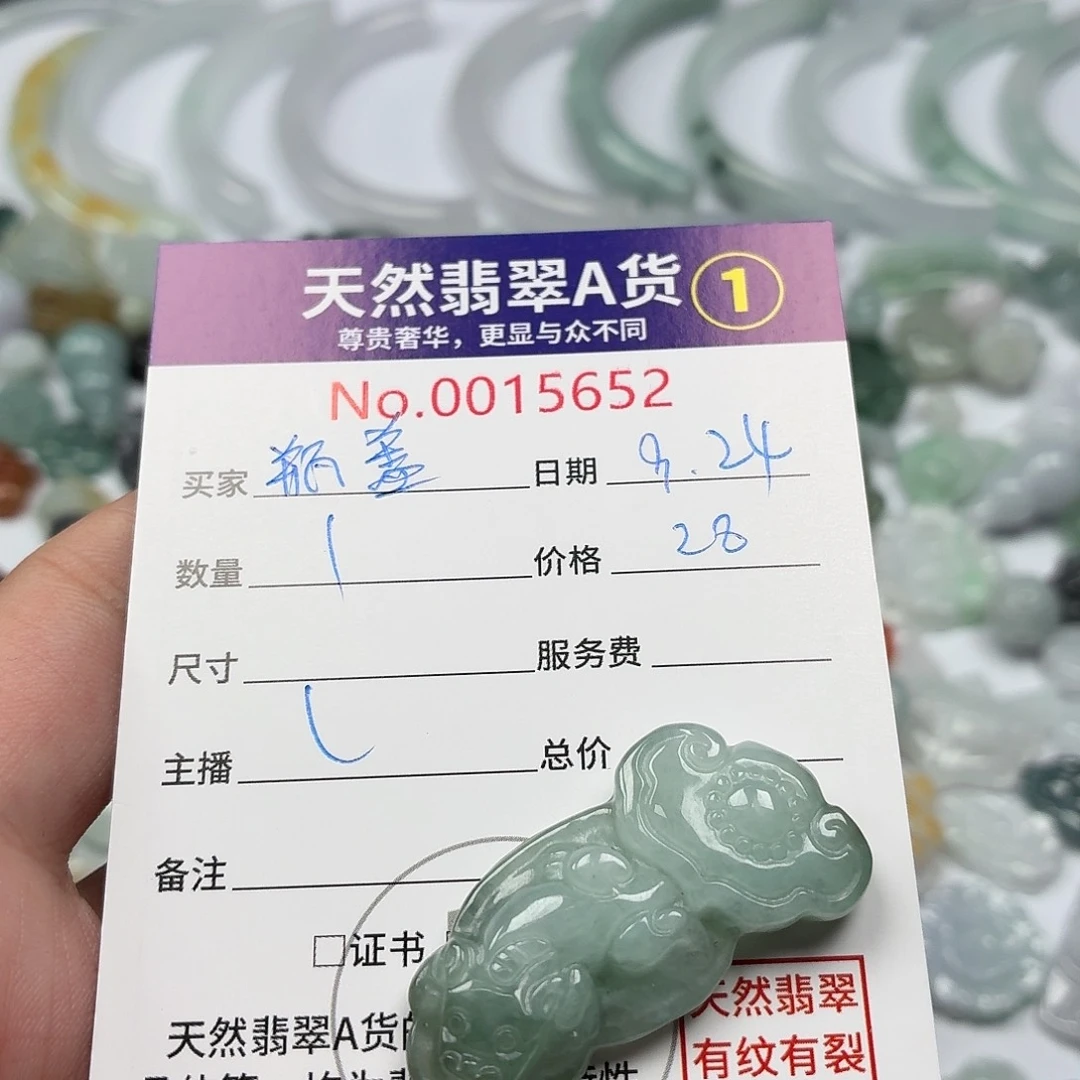 天然翡翠A货 1
尊贵奢华，更显与众不同
No.0015652
买家 瓶盖 日期 9.24
数量 1 价格 28
尺寸 服务费
主播 总价
备注
□证书
天然翡翠
有纹有裂
天然翡翠A货